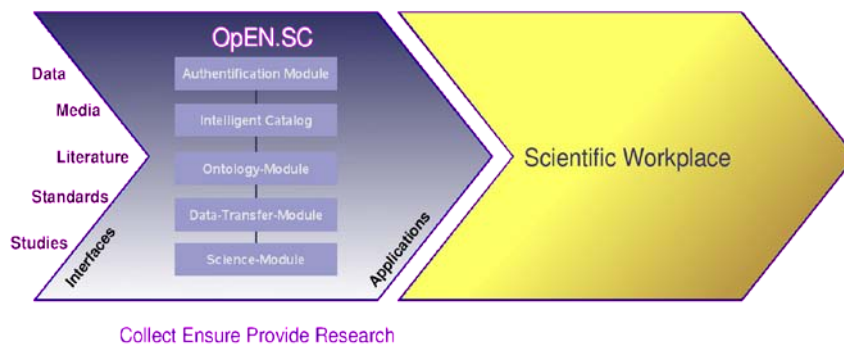 OpEN.SC
Data
Media
Literature
Standards
Studies
Interfaces
Authentification Module
Intelligent Catalog
Ontology-Module
Data-Transfer-Module
Science-Module
Applications
Scientific Workplace
Collect Ensure Provide Research